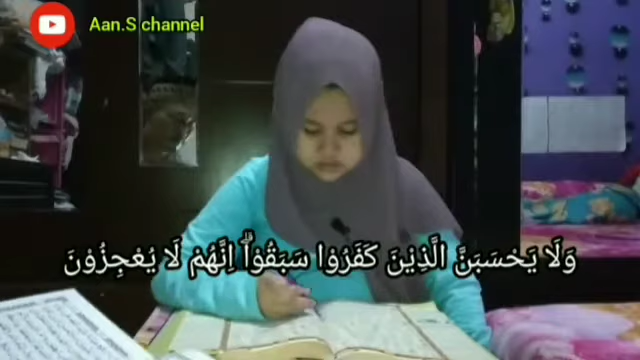 Aan.S channel
وَلَا يَحْسَبَنَّ الَّذِيْنَ كَفَرُوْا سَبَقُوْاۗ اِنَّهُمْ لَا يُعْجِزُوْنَ